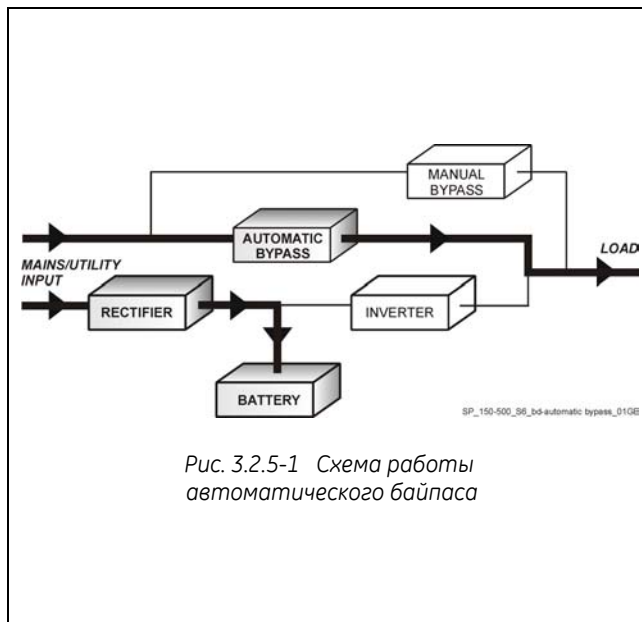 MANUAL
BYPASS
AUTOMATIC
BYPASS
LOAD
MAINS/UTILITY
INPUT
RECTIFIER
INVERTER
BATTERY
SP_150-500_S6_bd-automatic bypass_01GB
Рис. 3.2.5-1 Схема работы
автоматического байпаса